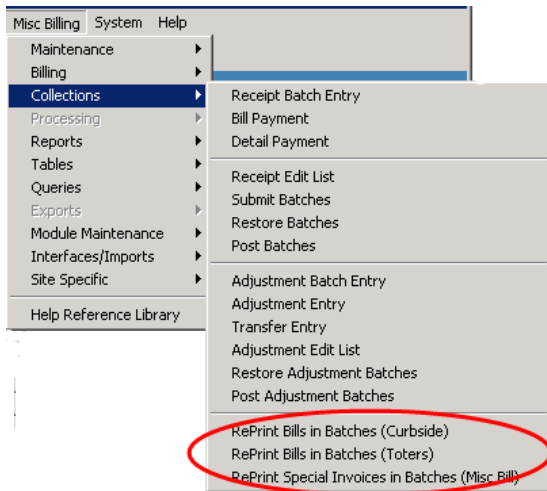 Misc Billing System Help
Maintenance
Billing
Collections
Processing
Reports
Tables
Queries
Exports
Module Maintenance
Interfaces/Imports
Site Specific
Help Reference Library
Receipt Batch Entry
Bill Payment
Detail Payment
Receipt Edit List
Submit Batches
Restore Batches
Post Batches
Adjustment Batch Entry
Adjustment Entry
Transfer Entry
Adjustment Edit List
Restore Adjustment Batches
Post Adjustment Batches
RePrint Bills in Batches (Curbside)
RePrint Bills in Batches (Toters)
RePrint Special Invoices in Batches (Misc Bill)